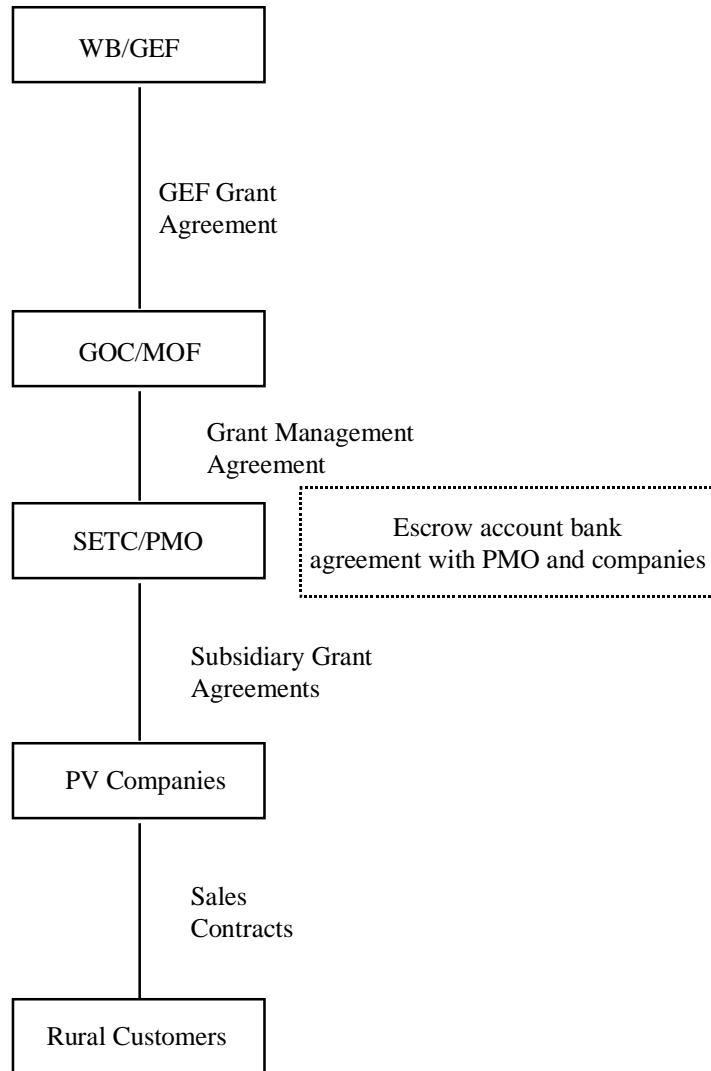 WB/GEF
GEF Grant
Agreement
GOC/MOF
Grant Management
Agreement
SETC/PMO
Escrow account bank
agreement with PMO and companies
Subsidiary Grant
Agreements
PV Companies
Sales
Contracts
Rural Customers